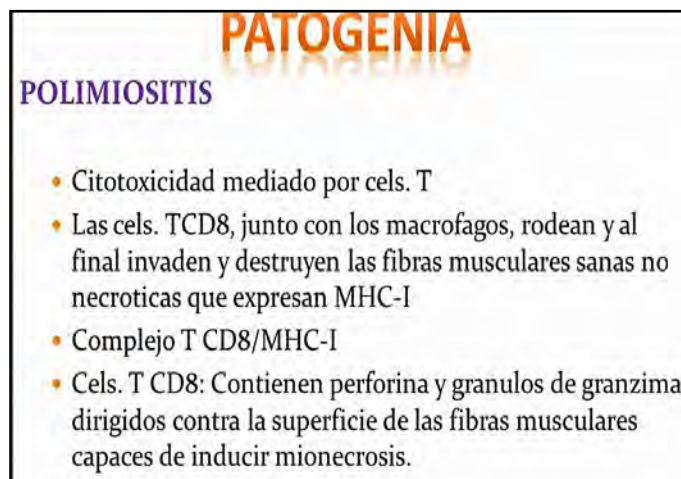 PATOGENIA
POLIMIOSITIS
• Citotoxicidad mediado por cels. T
• Las cels. TCD8, junto con los macrofagos, rodean y al
final invaden y destruyen las fibras musculares sanas no
necroticas que expresan MHC-I
• Complejo T CD8/MHC-I
• Cels. T CD8: Contienen perforina y granulos de granzima
dirigidos contra la superficie de las fibras musculares
capaces de inducir mionecrosis.